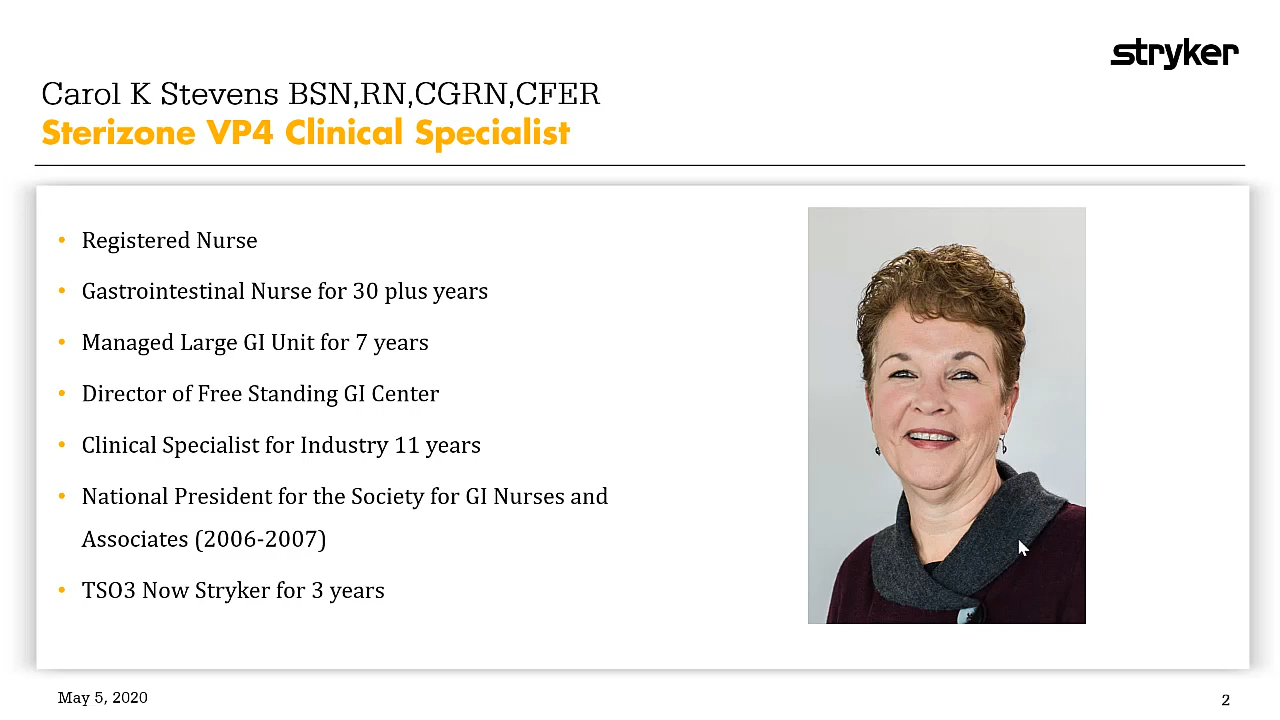 stryker
Carol K Stevens BSN,RN,CGRN,CFER
Sterizone VP4 Clinical Specialist
• Registered Nurse
• Gastrointestinal Nurse for 30 plus years
• Managed Large GI Unit for 7 years
• Director of Free Standing GI Center
• Clinical Specialist for Industry 11 years
• National President for the Society for GI Nurses and
Associates (2006-2007)
• TSO3 Now Stryker for 3 years
May 5, 2020
2